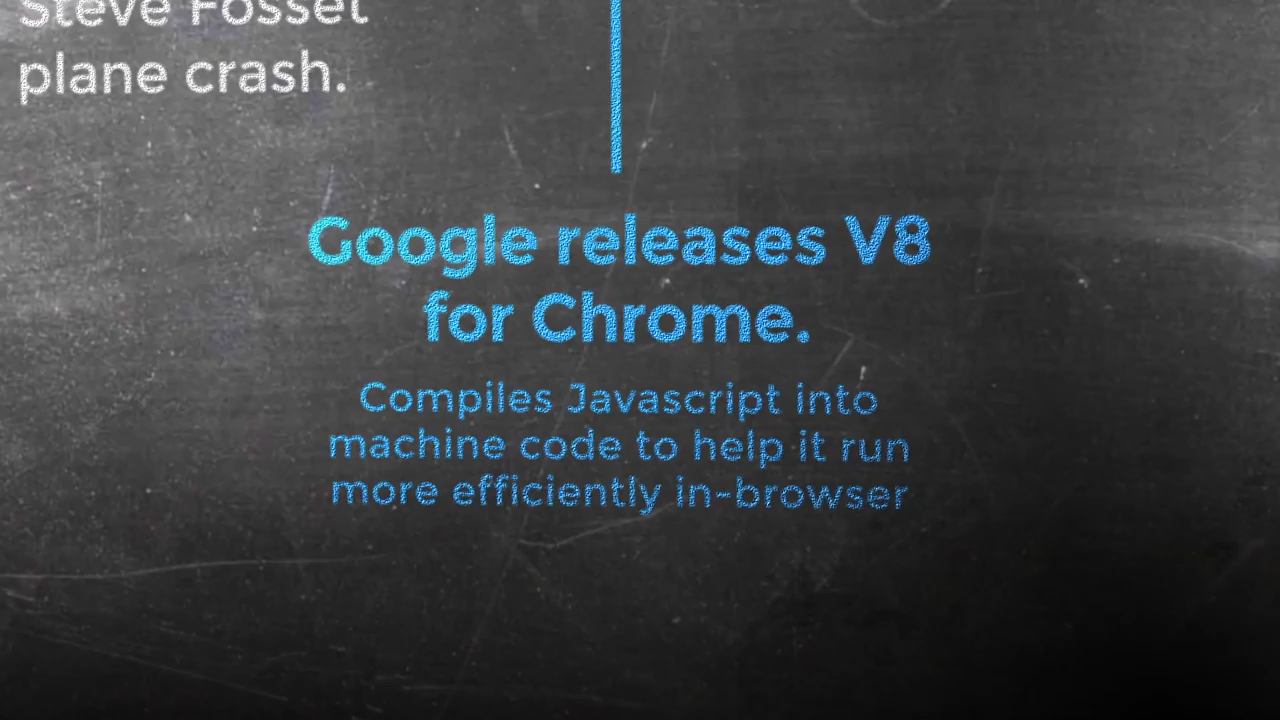 Steve Fosset
plane crash.
Google releases V8
for Chrome.
Compiles Javascript into
machine code to help it run
more efficiently in-browser